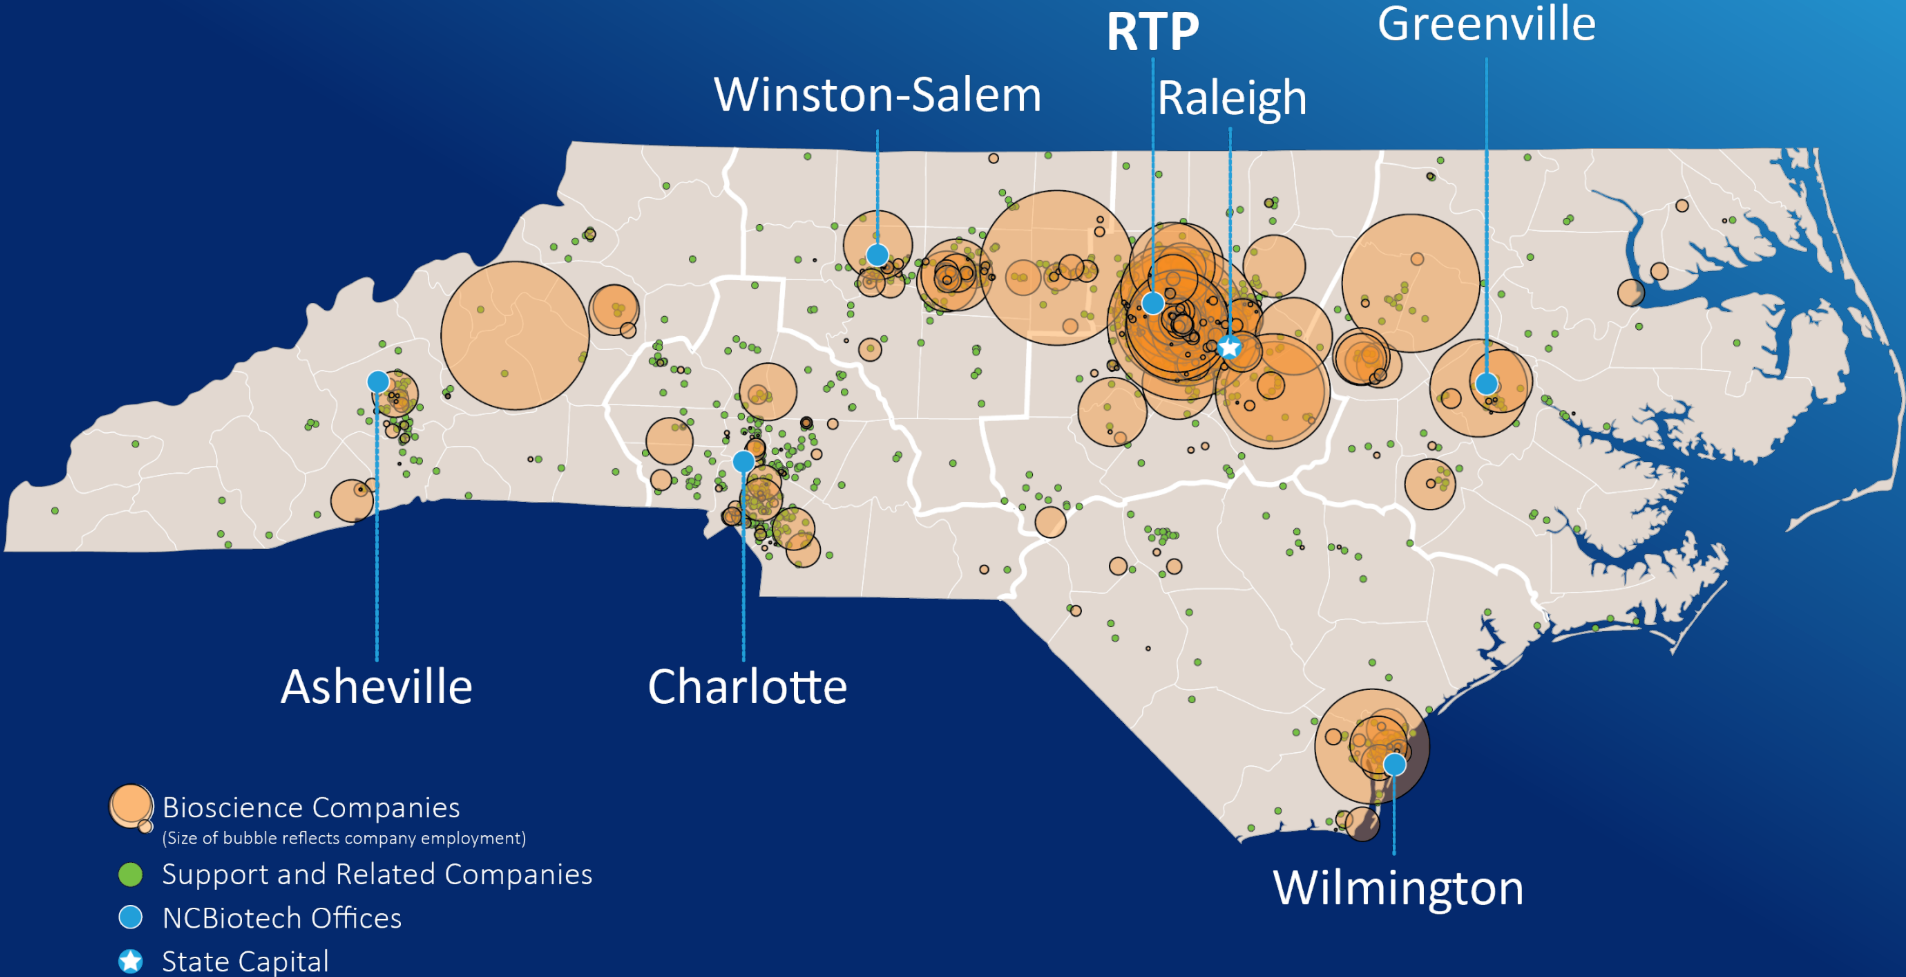 RTP
Greenville
Winston-Salem
Raleigh
Asheville
Charlotte
Bioscience Companies
(Size of bubble reflects company employment)
Support and Related Companies
NCBiotech Offices
State Capital
Wilmington